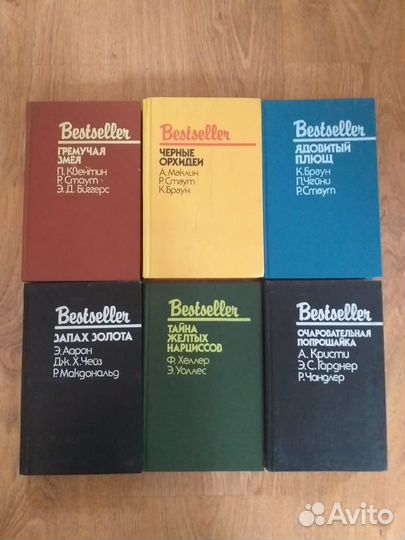 Bestseller
ГРЕМУЧАЯ
ЗМЕЯ
П. Квентин
Р. Стаут
Э. Д. Биггерс
Bestseller
ЧЕРНЫЕ
ОРХИДЕИ
А. Маклин
Р. Стаут
К. Браун
Bestseller
ЯДОВИТЫЙ
ПЛЮЩ
К. Браун
П. Чейни
Р. Стаут
Bestseller
ЗАПАХ ЗОЛОТА
Э. Аарон
Дж. Х. Чейз
Р. Макдональд
Bestseller
ТАЙНА
ЖЕЛТЫХ
НАРЦИССОВ
Ф. Хеллер
Э. Уоллес
Bestseller
ОЧАРОВАТЕЛЬНАЯ
ПОПРОШАЙКА
А. Кристи
Э. С. Гарднер
Р. Чандлер
Avito